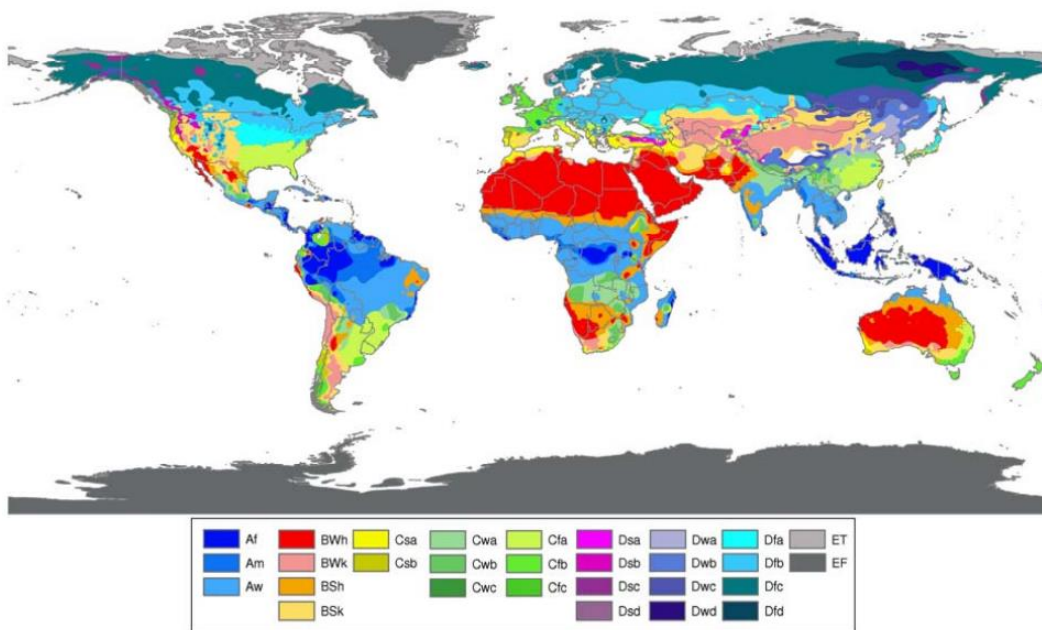 Af BWh Csa Cwa Cfa Dsa Dwa Dfa ET
Am BWk Csb Cwb Cfb Dsb Dwb Dfb EF
Aw BSh Cwc Cfc Dsc Dwc Dfc
BSk Dsd Dwd Dfd